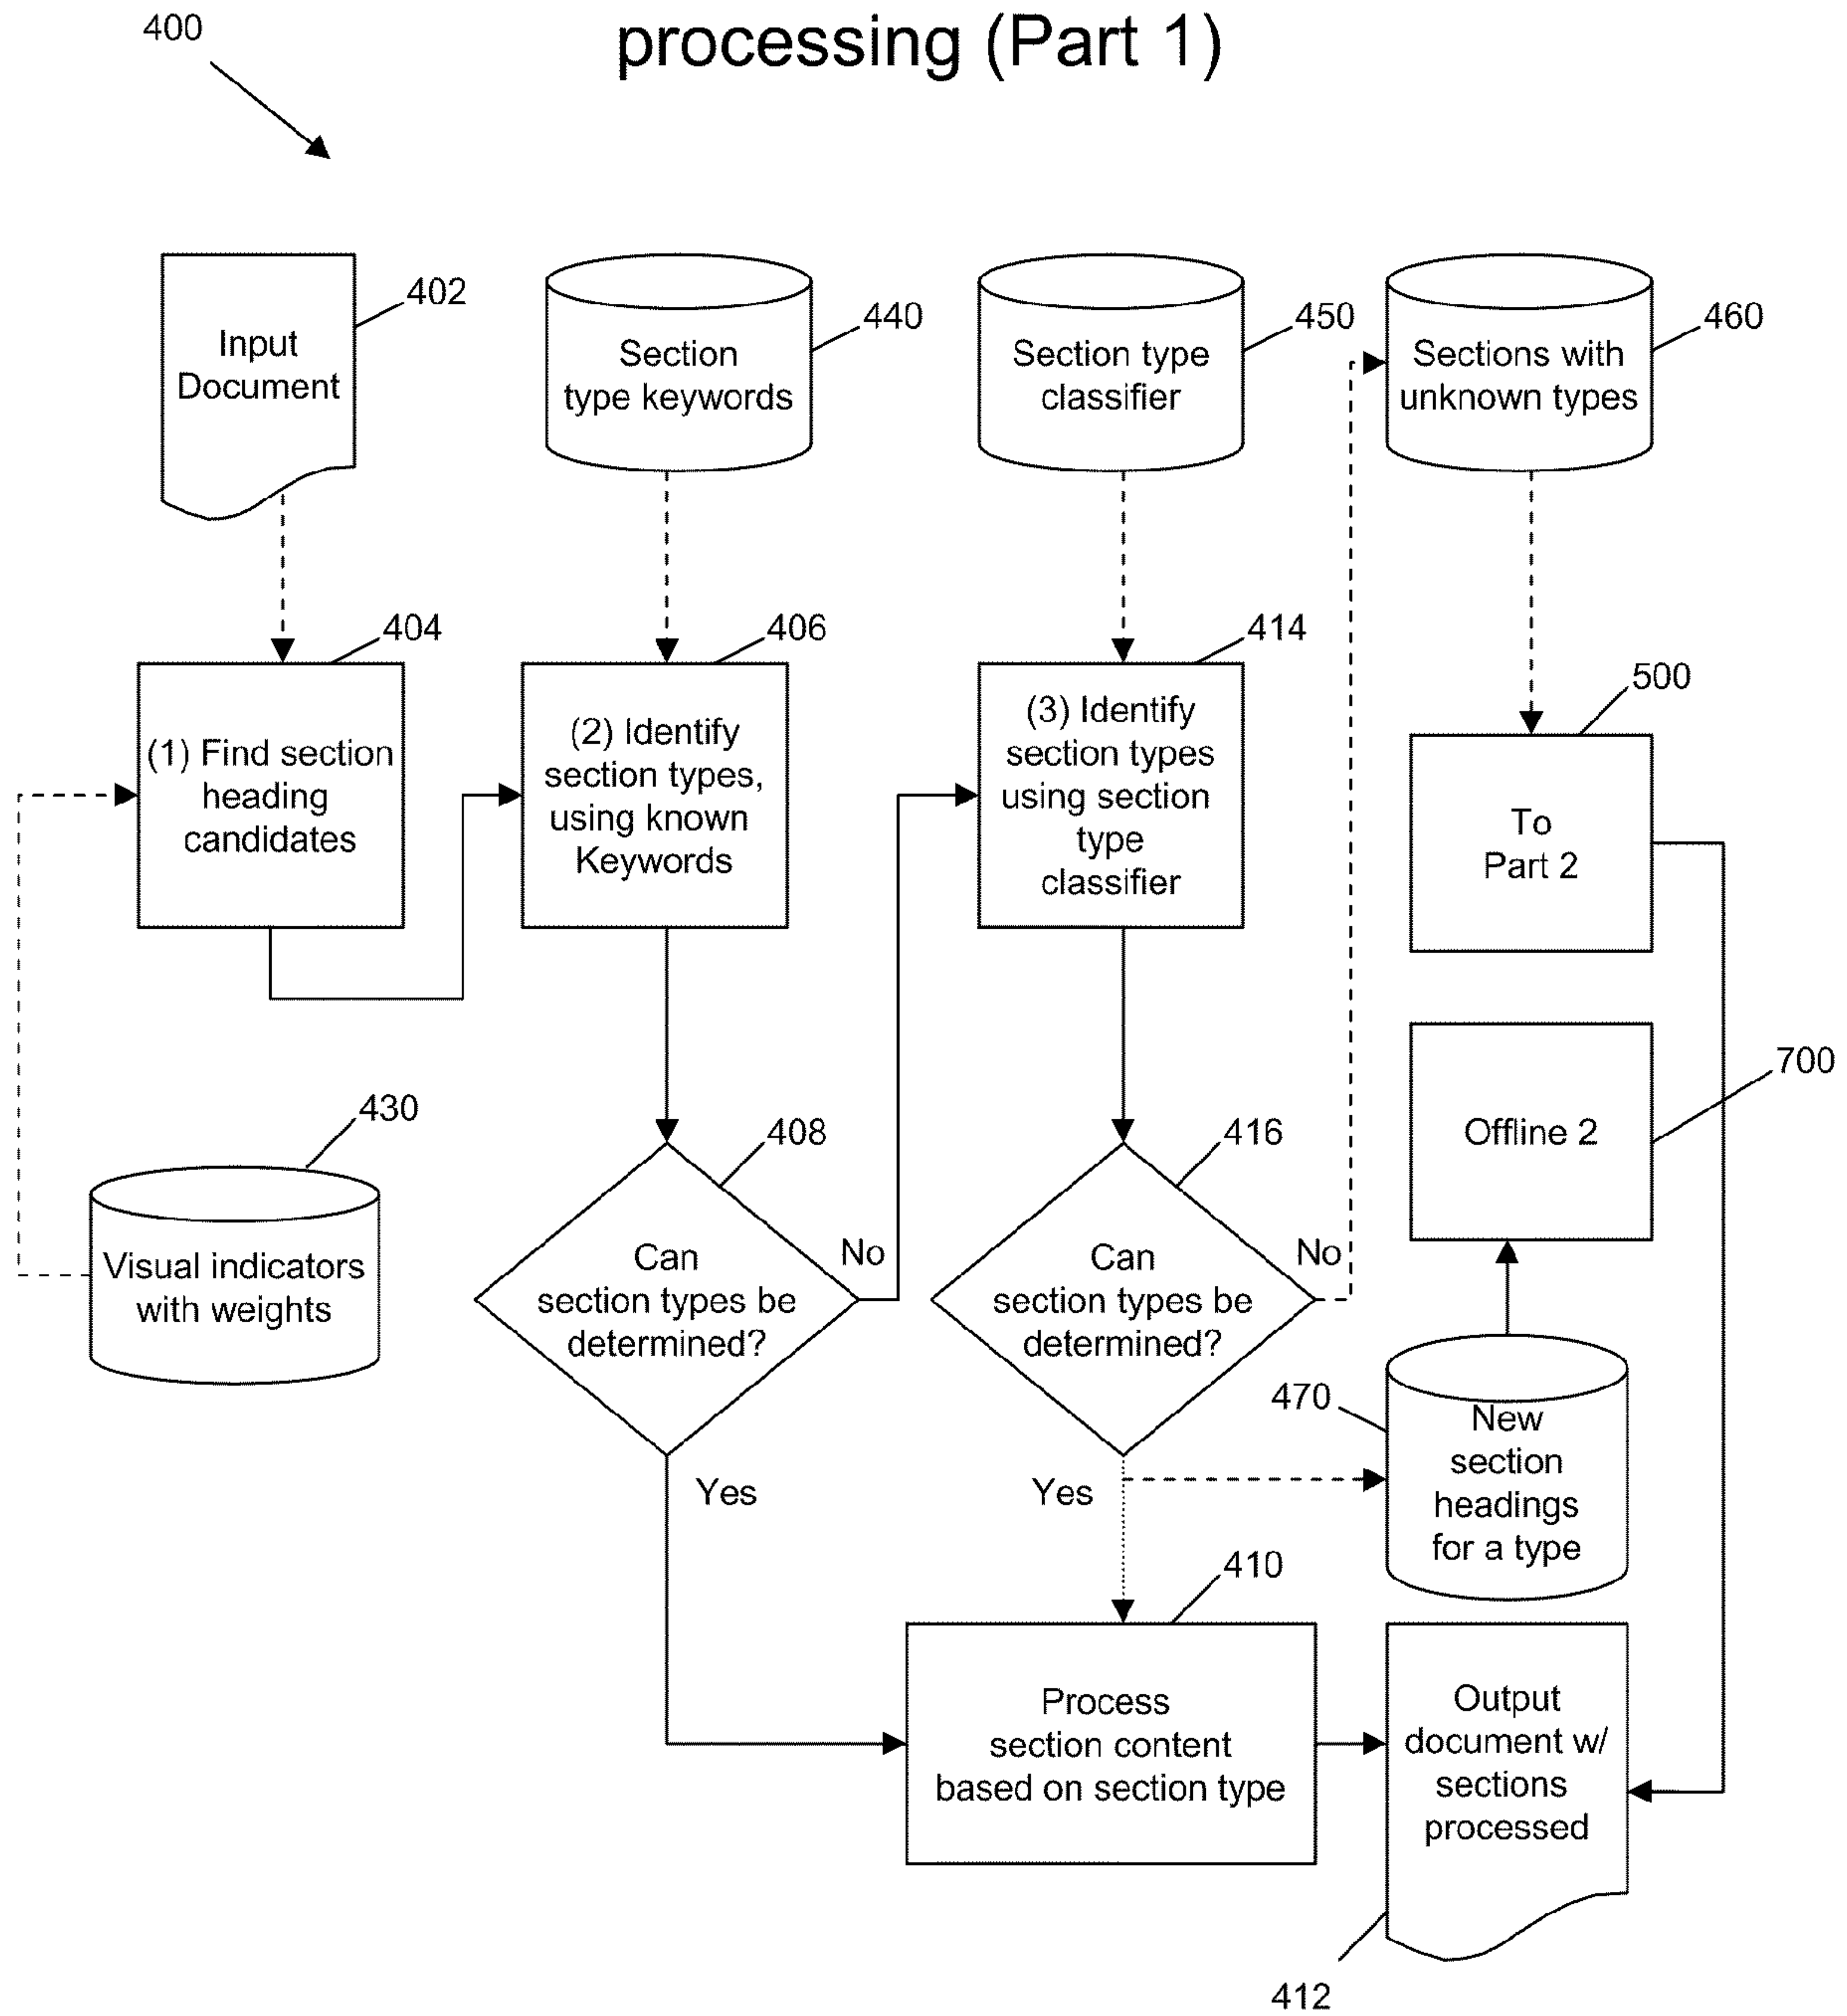 processing (Part 1)
400
Input
Document
402
Section
type keywords
440
Section type
classifier
450
Sections with
unknown types
460
404
(1) Find section
heading
candidates
406
(2) Identify
section types,
using known
Keywords
414
(3) Identify
section types
using section
type
classifier
500
To
Part 2
700
Offline 2
430
Visual indicators
with weights
408
Can
section types be
determined?
No
Yes
416
Can
section types be
determined?
No
Yes
470
New
section
headings
for a type
410
Process
section content
based on section type
Output
document w/
sections
processed
412